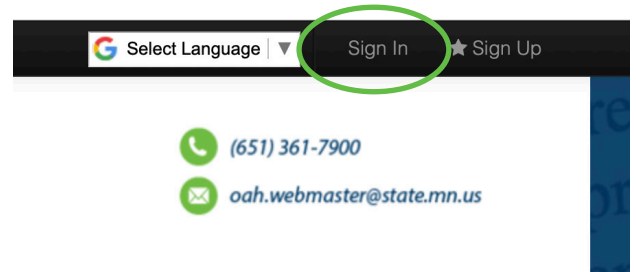 Select Language ▼ Sign In ★ Sign Up
(651) 361-7900
oah.webmaster@state.mn.us